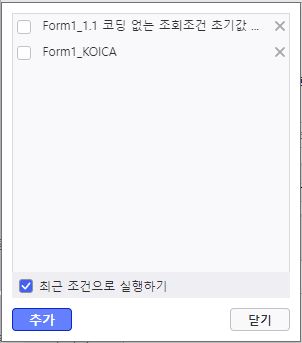 Form1_1.1 코딩 없는 조회조건 초기값 ...
Form1_KOICA
최근 조건으로 실행하기
추가
닫기